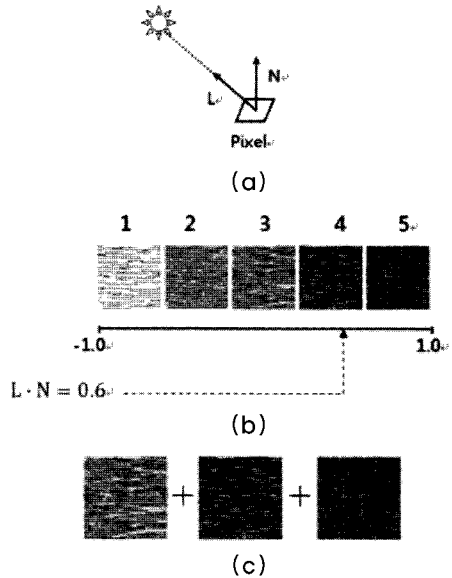 N↵
L↵
Pixel↵
(a)
1 2 3 4 5↵
-1.0↵ 1.0↵
L · N = 0.6↵
(b)
+ +
(c)